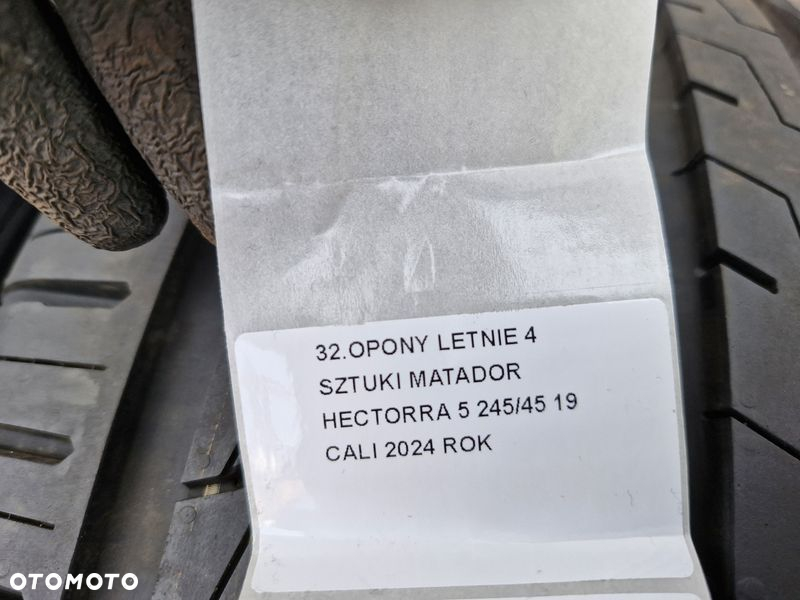 32.OPONY LETNIE 4
SZTUKI MATADOR
HECTORRA 5 245/45 19
CALI 2024 ROK
OTOMOTO